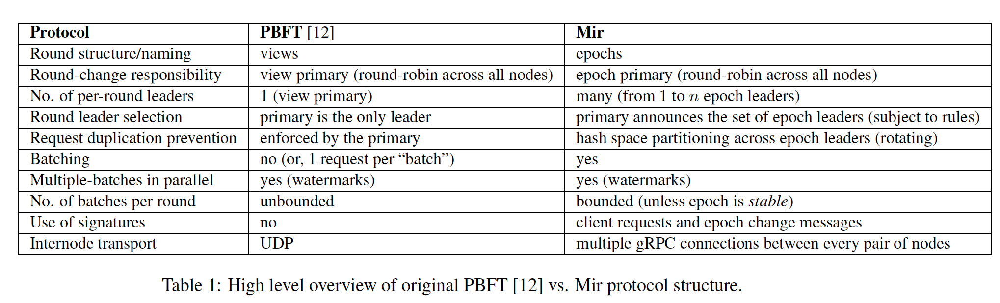 Protocol PBFT [12] Mir
Round structure/naming views epochs
Round-change responsibility view primary (round-robin across all nodes) epoch primary (round-robin across all nodes)
No. of per-round leaders 1 (view primary) many (from 1 to n epoch leaders)
Round leader selection primary is the only leader primary announces the set of epoch leaders (subject to rules)
Request duplication prevention enforced by the primary hash space partitioning across epoch leaders (rotating)
Batching no (or, 1 request per “batch”) yes
Multiple-batches in parallel yes (watermarks) yes (watermarks)
No. of batches per round unbounded bounded (unless epoch is stable)
Use of signatures no client requests and epoch change messages
Internode transport UDP multiple gRPC connections between every pair of nodes
Table 1: High level overview of original PBFT [12] vs. Mir protocol structure.